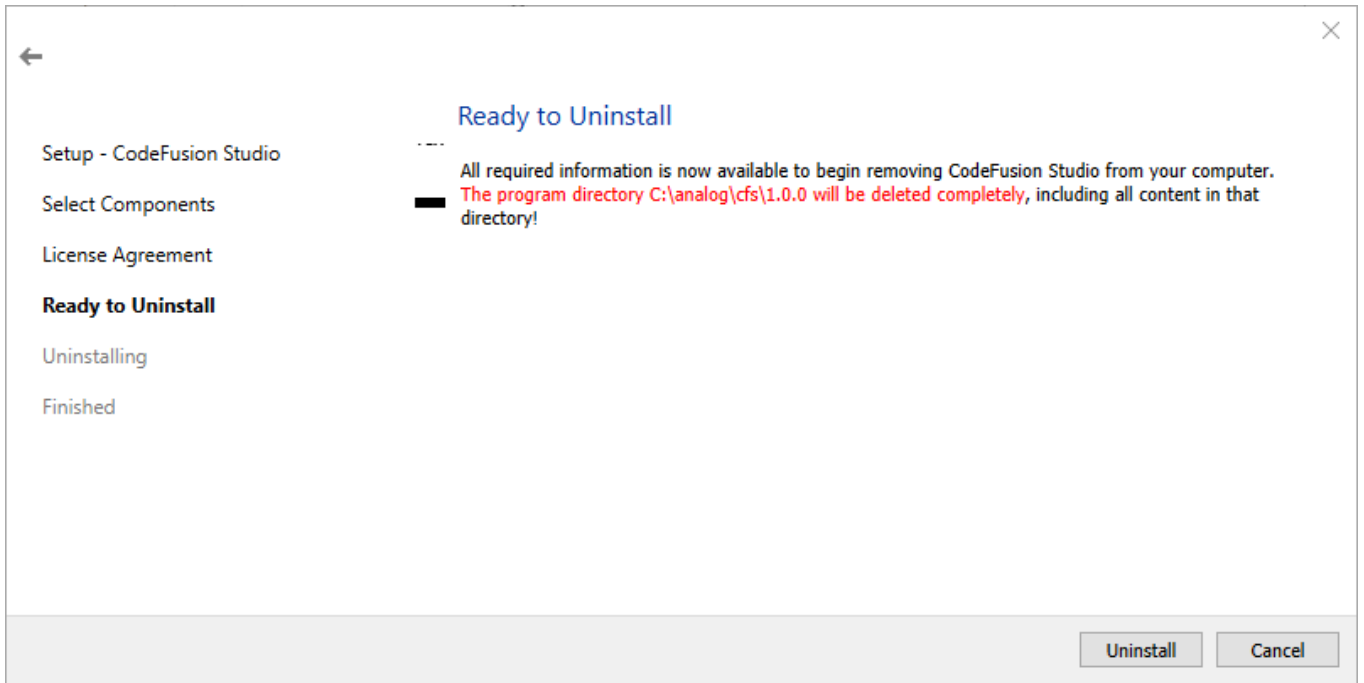 Ready to Uninstall
Setup - CodeFusion Studio
All required information is now available to begin removing CodeFusion Studio from your computer.
The program directory C:\analog\cfs\1.0.0 will be deleted completely, including all content in that
directory!
Select Components
License Agreement
Ready to Uninstall
Uninstalling
Finished
Uninstall
Cancel